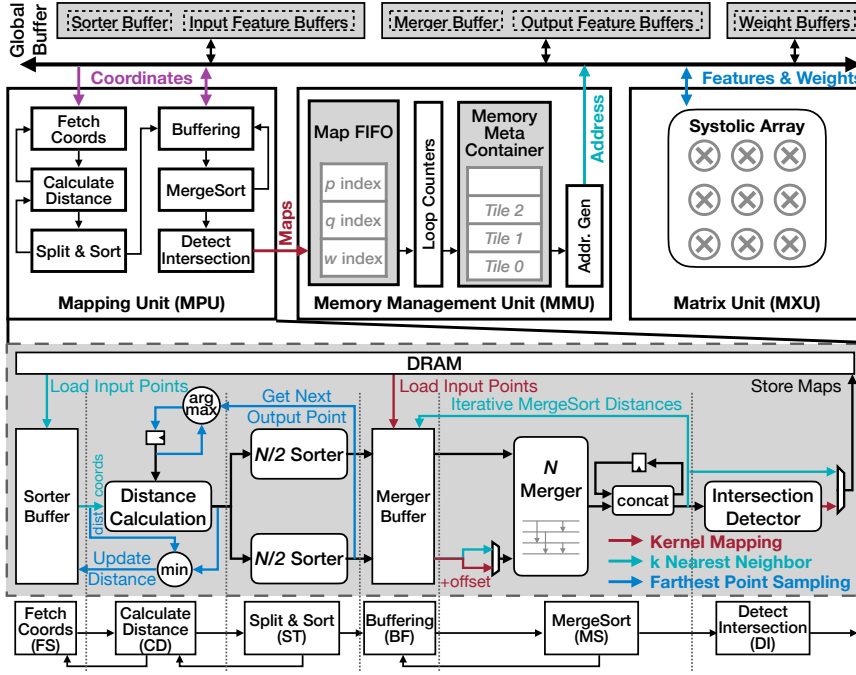 Global
Buffer
Sorter Buffer
Input Feature Buffers
Merger Buffer
Output Feature Buffers
Weight Buffers
Coordinates
Features & Weights
Fetch
Coords
Calculate
Distance
Split & Sort
Buffering
MergeSort
Detect
Intersection
Mapping Unit (MPU)
Maps
Map FIFO
p index
q index
w index
Loop Counters
Memory
Meta
Container
Tile 2
Tile 1
Tile 0
Addr. Gen
Address
Memory Management Unit (MMU)
Systolic Array
Matrix Unit (MXU)
DRAM
Load Input Points
arg
max
Get Next
Output Point
Load Input Points
Iterative MergeSort Distances
Store Maps
Sorter
Buffer
dist
coords
Distance
Calculation
Update
Distance
min
N/2 Sorter
N/2 Sorter
Merger
Buffer
+offset
N
Merger
concat
Intersection
Detector
Kernel Mapping
k Nearest Neighbor
Farthest Point Sampling
Fetch
Coords
(FS)
Calculate
Distance
(CD)
Split & Sort
(ST)
Buffering
(BF)
MergeSort
(MS)
Detect
Intersection
(DI)